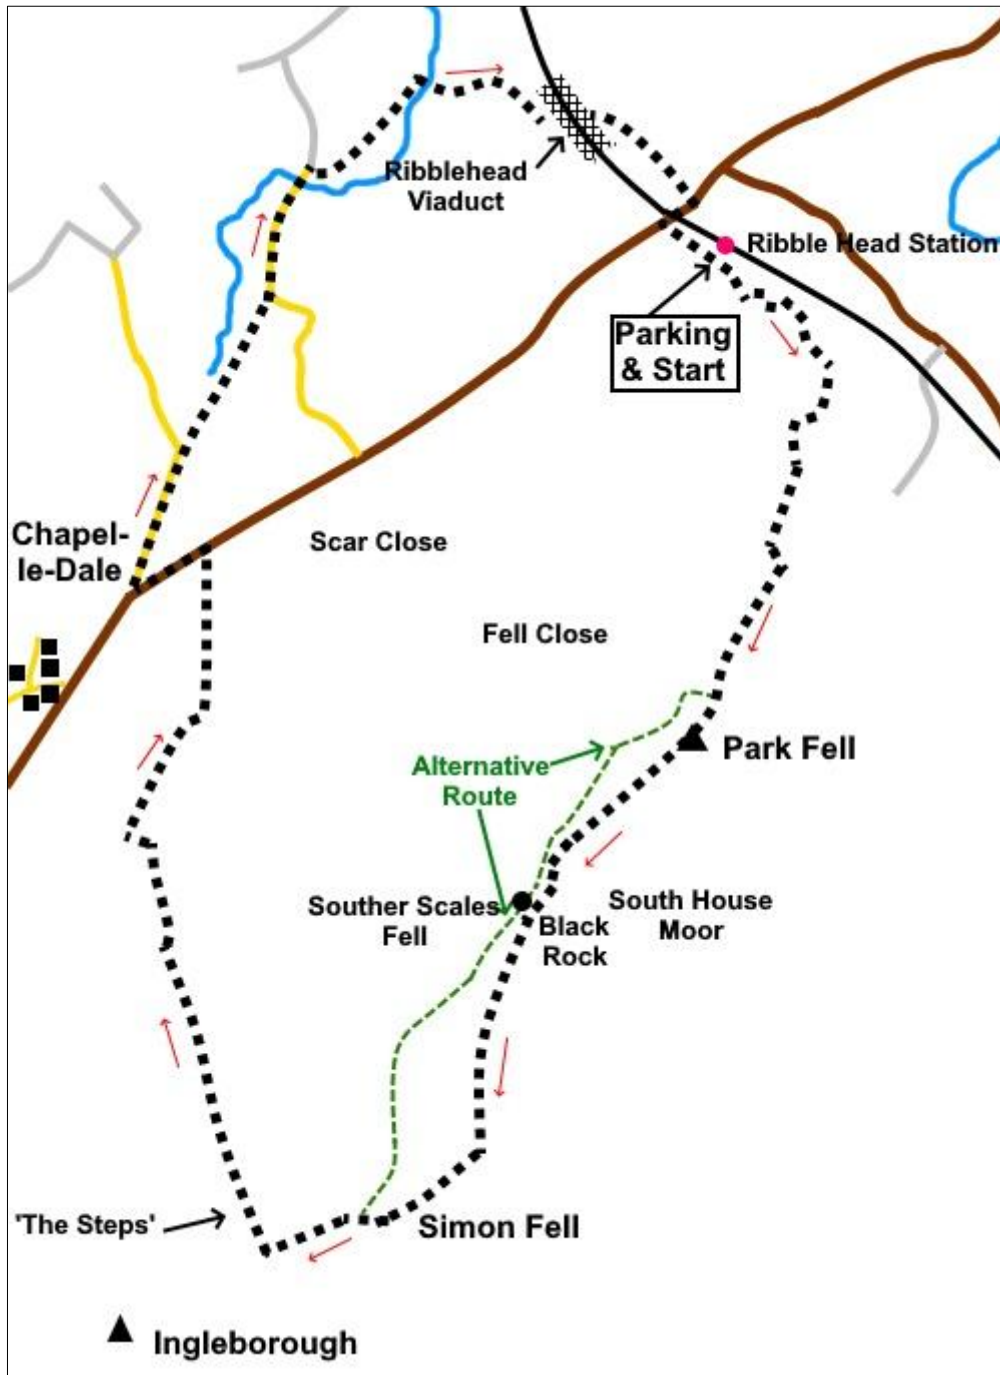 Ribblehead
Viaduct
Ribble Head Station
Parking
& Start
Chapel-
le-Dale
Scar Close
Fell Close
Park Fell
Alternative
Route
Souther Scales
Fell
South House
Moor
Black
Rock
'The Steps'
Simon Fell
Ingleborough